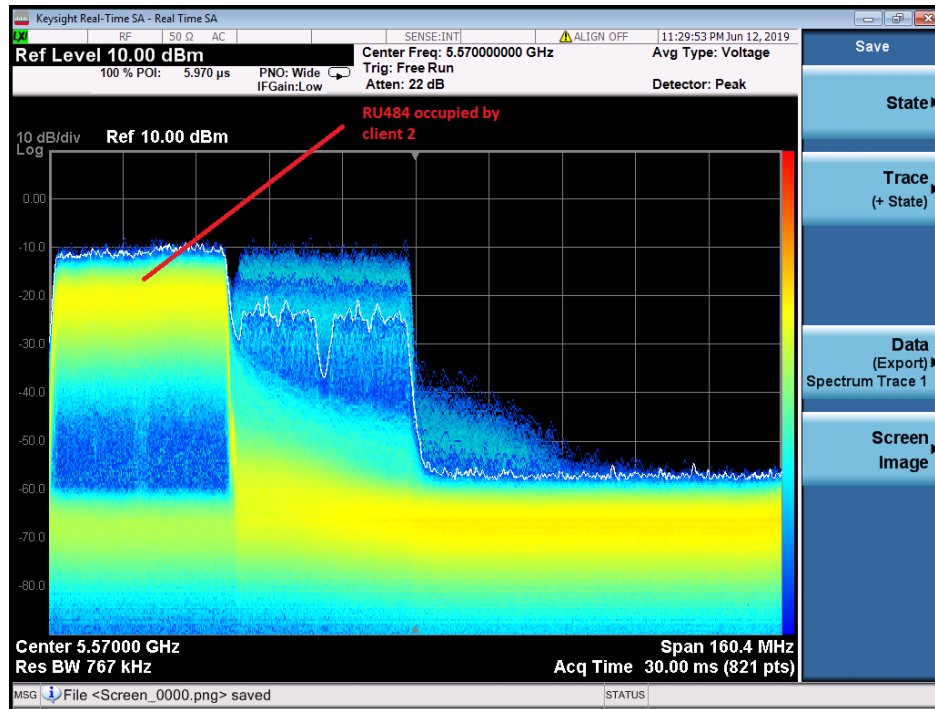 Keysight Real-Time SA - Real Time SA
LXI RF 50 Ω AC SENSE:INT ALIGN OFF 11:29:53 PM Jun 12, 2019
Ref Level 10.00 dBm
Center Freq: 5.570000000 GHz
Avg Type: Voltage
100 % POI: 5.970 µs
PNO: Wide
IFGain:Low
Trig: Free Run
Atten: 22 dB
Detector: Peak
RU484 occupied by
client 2
10 dB/div Ref 10.00 dBm
Log
0.00
-10.0
-20.0
-30.0
-40.0
-50.0
-60.0
-70.0
-80.0
Center 5.57000 GHz Span 160.4 MHz
Res BW 767 kHz Acq Time 30.00 ms (821 pts)
MSG File <Screen_0000.png> saved STATUS
Save
State
Trace
(+ State)
Data
(Export)
Spectrum Trace 1
Screen
Image